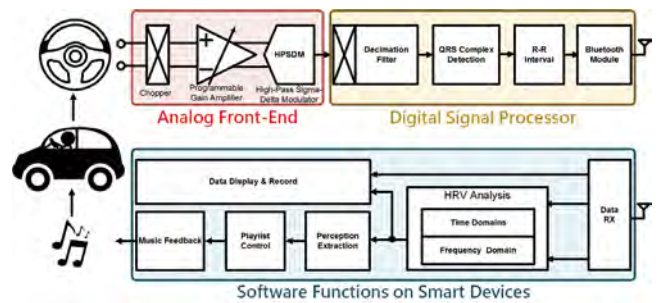 HPSDM
Decimation
Filter
QRS Complex
Detection
R-R
Interval
Bluetooth
Module
Chopper
Programmable
Gain Amplifier
High-Pass Sigma-
Delta Modulator
Analog Front-End
Digital Signal Processor
Data Display & Record
HRV Analysis
Time Domains
Frequency Domain
Data
RX
Music Feedback
Playlist
Control
Perception
Extraction
Software Functions on Smart Devices